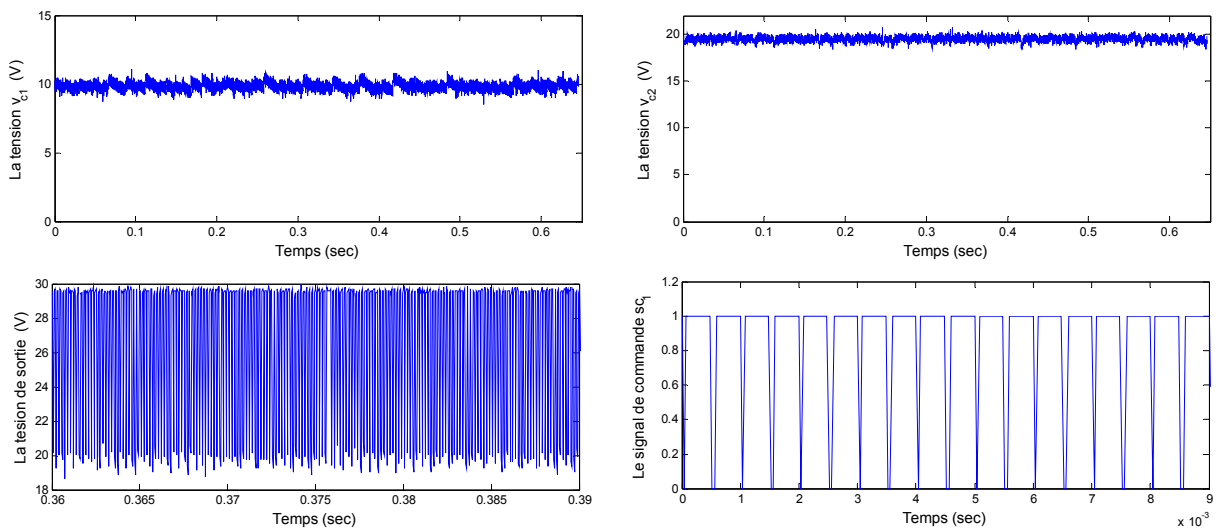 15
10
5
0
La tension v_c1 (V)
0 0.1 0.2 0.3 0.4 0.5 0.6
Temps (sec)
20
15
10
5
0
La tension v_c2 (V)
0 0.1 0.2 0.3 0.4 0.5 0.6
Temps (sec)
30
28
26
24
22
20
18
La tesion de sortie (V)
0.36 0.365 0.37 0.375 0.38 0.385 0.39
Temps (sec)
1.2
1
0.8
0.6
0.4
0.2
0
Le signal de commande sc_1
0 1 2 3 4 5 6 7 8 9
Temps (sec)
x 10^-3